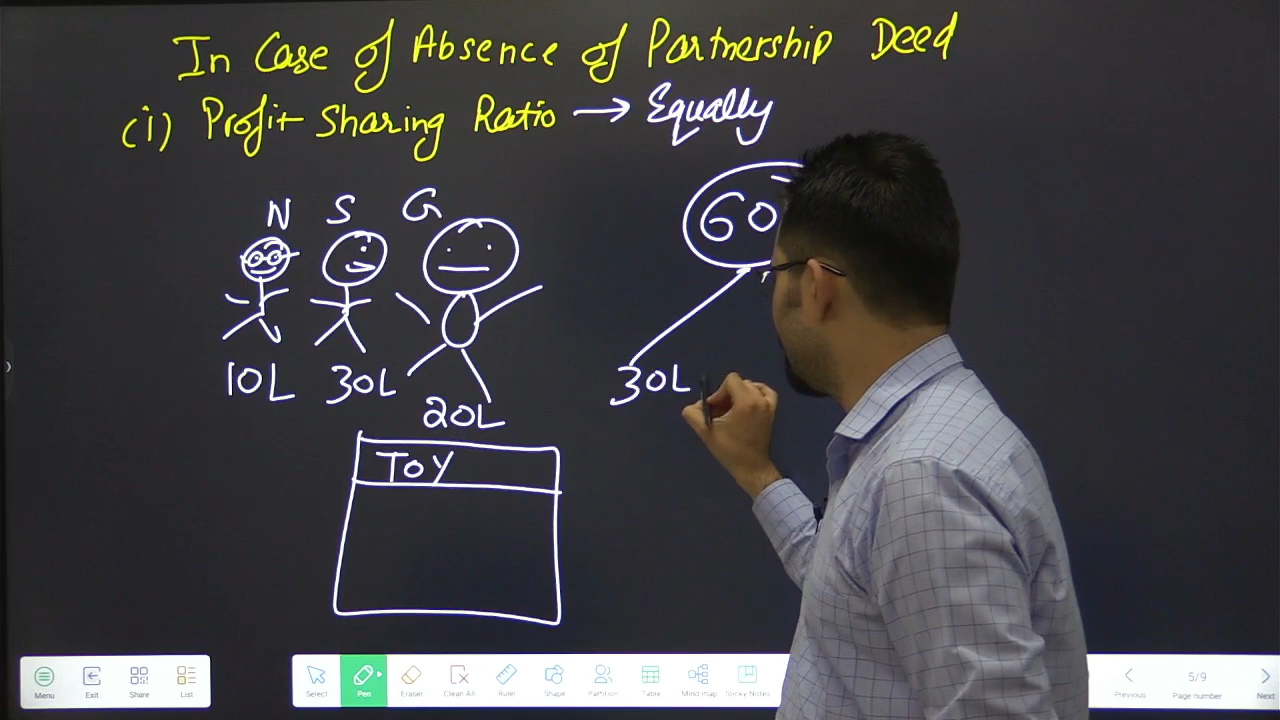 In Case of Absence of Partnership Deed
(i) Profit Sharing Ratio → Equally
N S G
60
10L 30L 20L
30L
TOY
Menu Exit Share List
Select Pen Eraser Clean All Ruler Shape Partition Table Mind map Sticky Notes
Previous 5/9 Page number Next